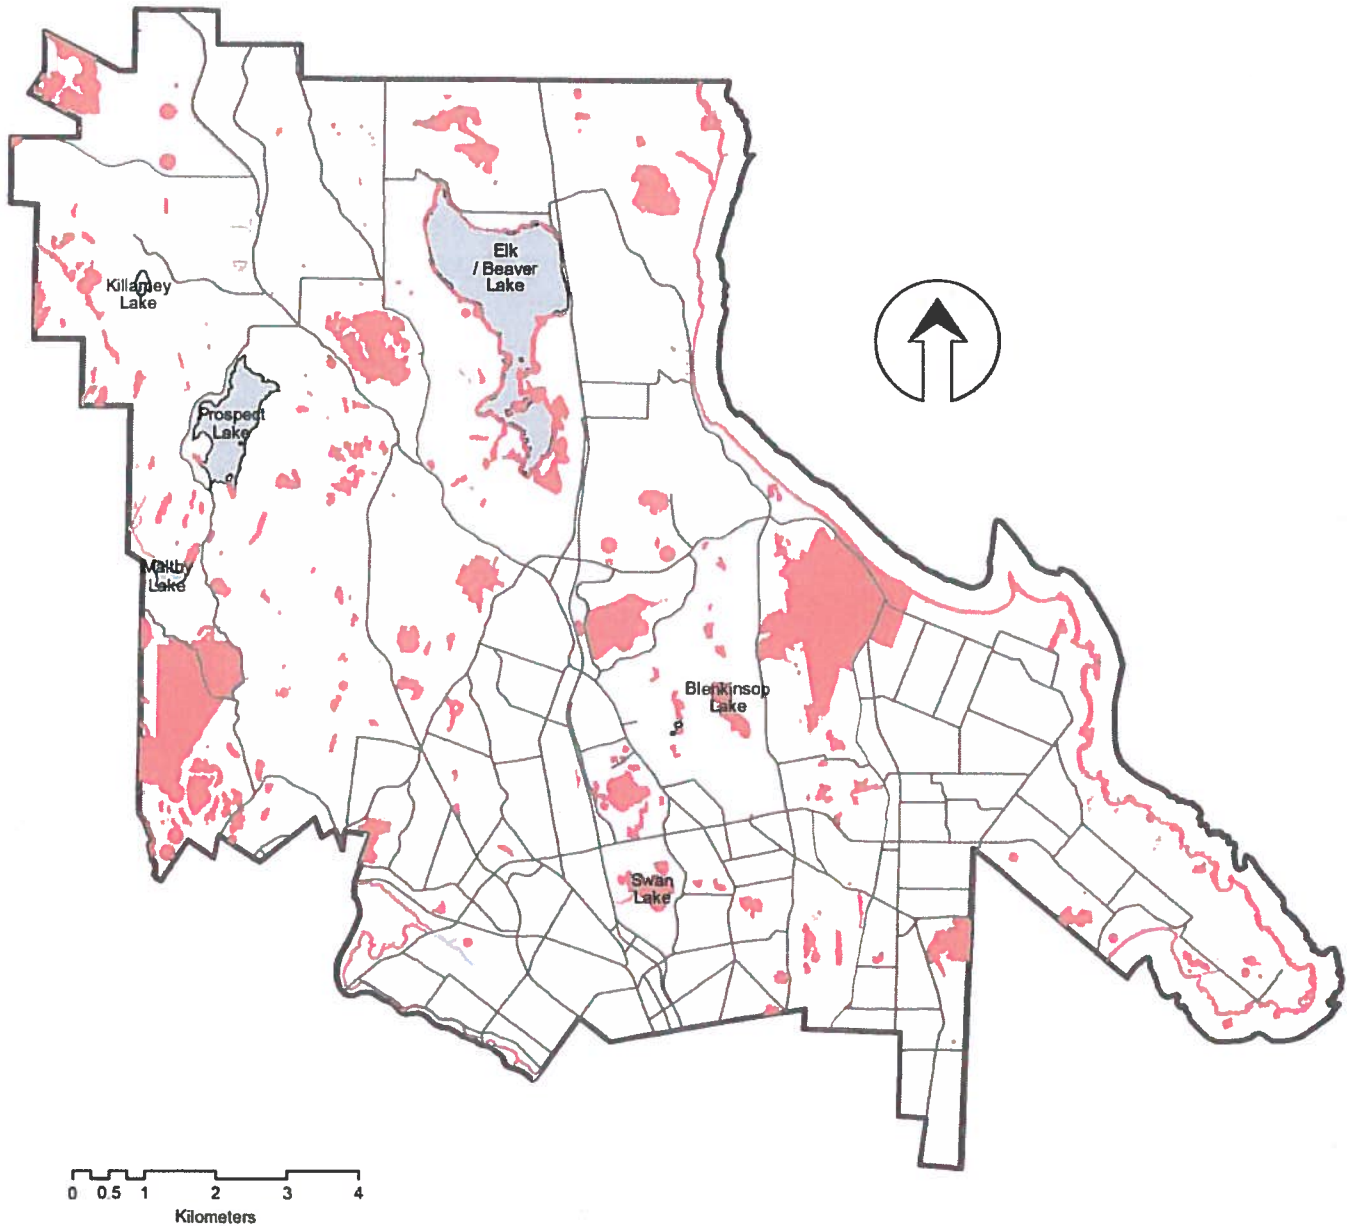 Elk
/ Beaver
Lake
Killarney
Lake
Prospect
Lake
Maltby
Lake
Blenkinsop
Lake
Swan
Lake
0 0.5 1 2 3 4
Kilometers